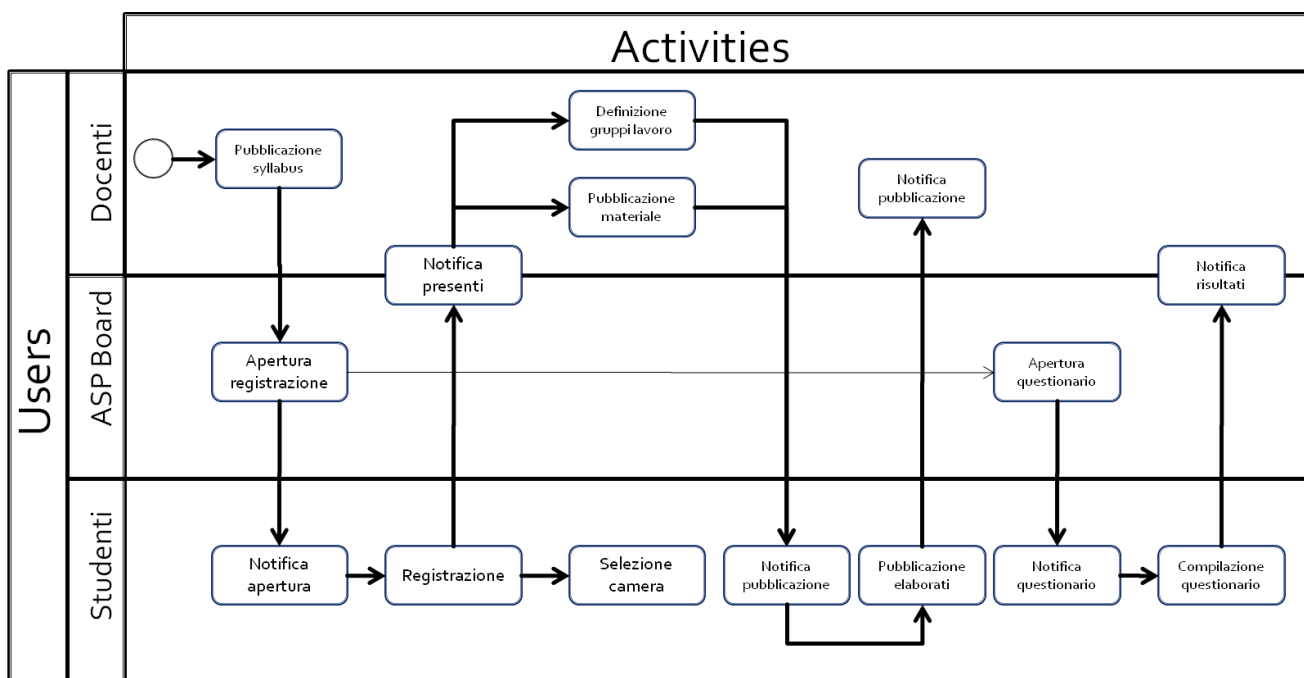 Activities
Users
Docenti
Pubblicazione
syllabus
Definizione
gruppi lavoro
Pubblicazione
materiale
Notifica
pubblicazione
Notifica
presenti
Notifica
risultati
ASP Board
Apertura
registrazione
Apertura
questionario
Studenti
Notifica
apertura
Registrazione
Selezione
camera
Notifica
pubblicazione
Pubblicazione
elaborati
Notifica
questionario
Compilazione
questionario